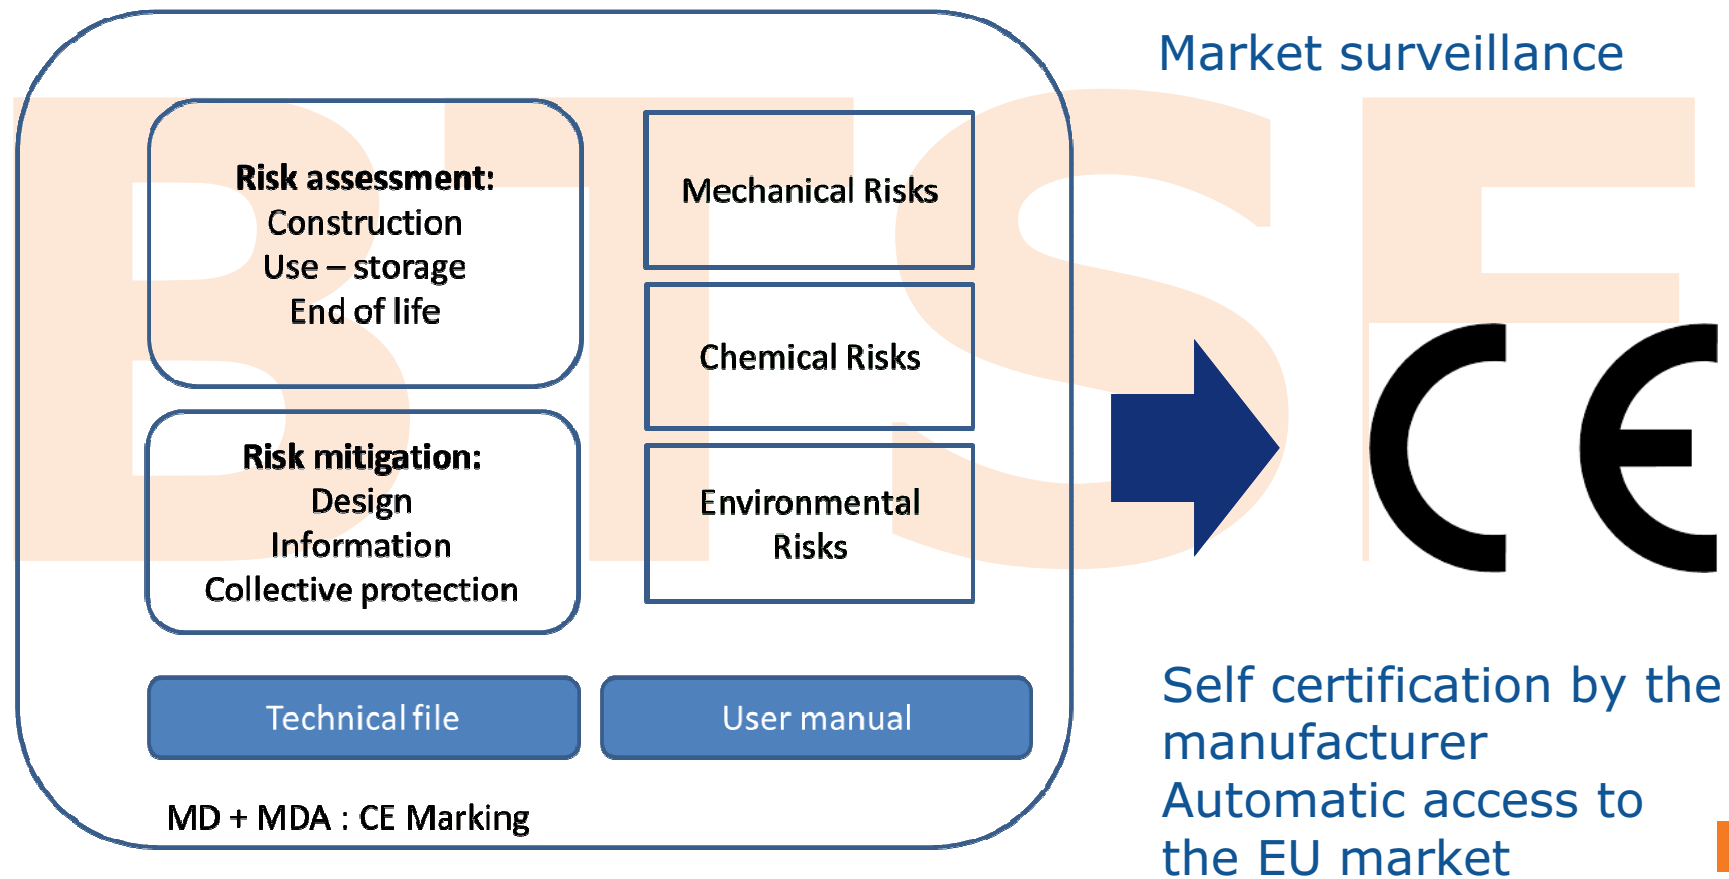 Market surveillance
BTSF
Risk assessment:
Construction
Use – storage
End of life
Mechanical Risks
Chemical Risks
Risk mitigation:
Design
Information
Collective protection
Environmental
Risks
CE
Technical file
User manual
MD + MDA : CE Marking
Self certification by the
manufacturer
Automatic access to
the EU market